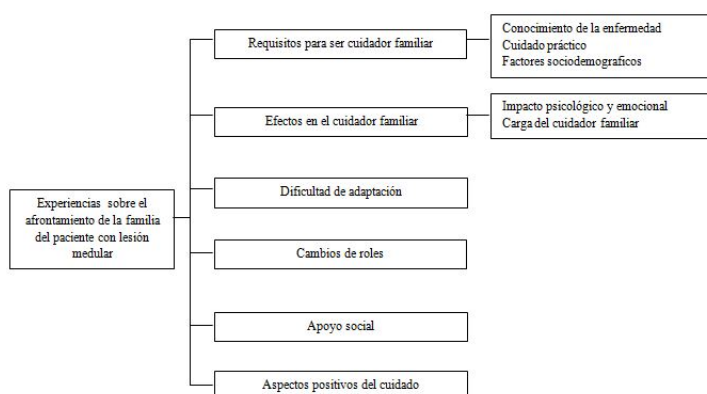 Experiencias sobre el
afrontamiento de la familia
del paciente con lesión
medular
Requisitos para ser cuidador familiar
Conocimiento de la enfermedad
Cuidado práctico
Factores sociodemograficos
Efectos en el cuidador familiar
Impacto psicológico y emocional
Carga del cuidador familiar
Dificultad de adaptación
Cambios de roles
Apoyo social
Aspectos positivos del cuidado